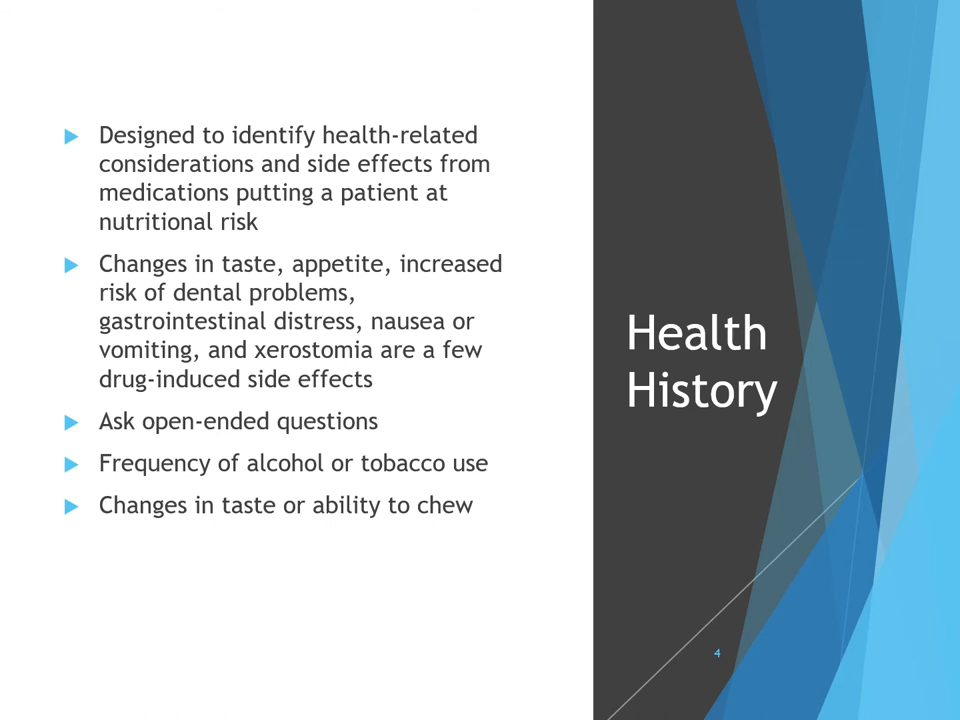 Designed to identify health-related
considerations and side effects from
medications putting a patient at
nutritional risk
Changes in taste, appetite, increased
risk of dental problems,
gastrointestinal distress, nausea or
vomiting, and xerostomia are a few
drug-induced side effects
Ask open-ended questions
Frequency of alcohol or tobacco use
Changes in taste or ability to chew
Health
History
4